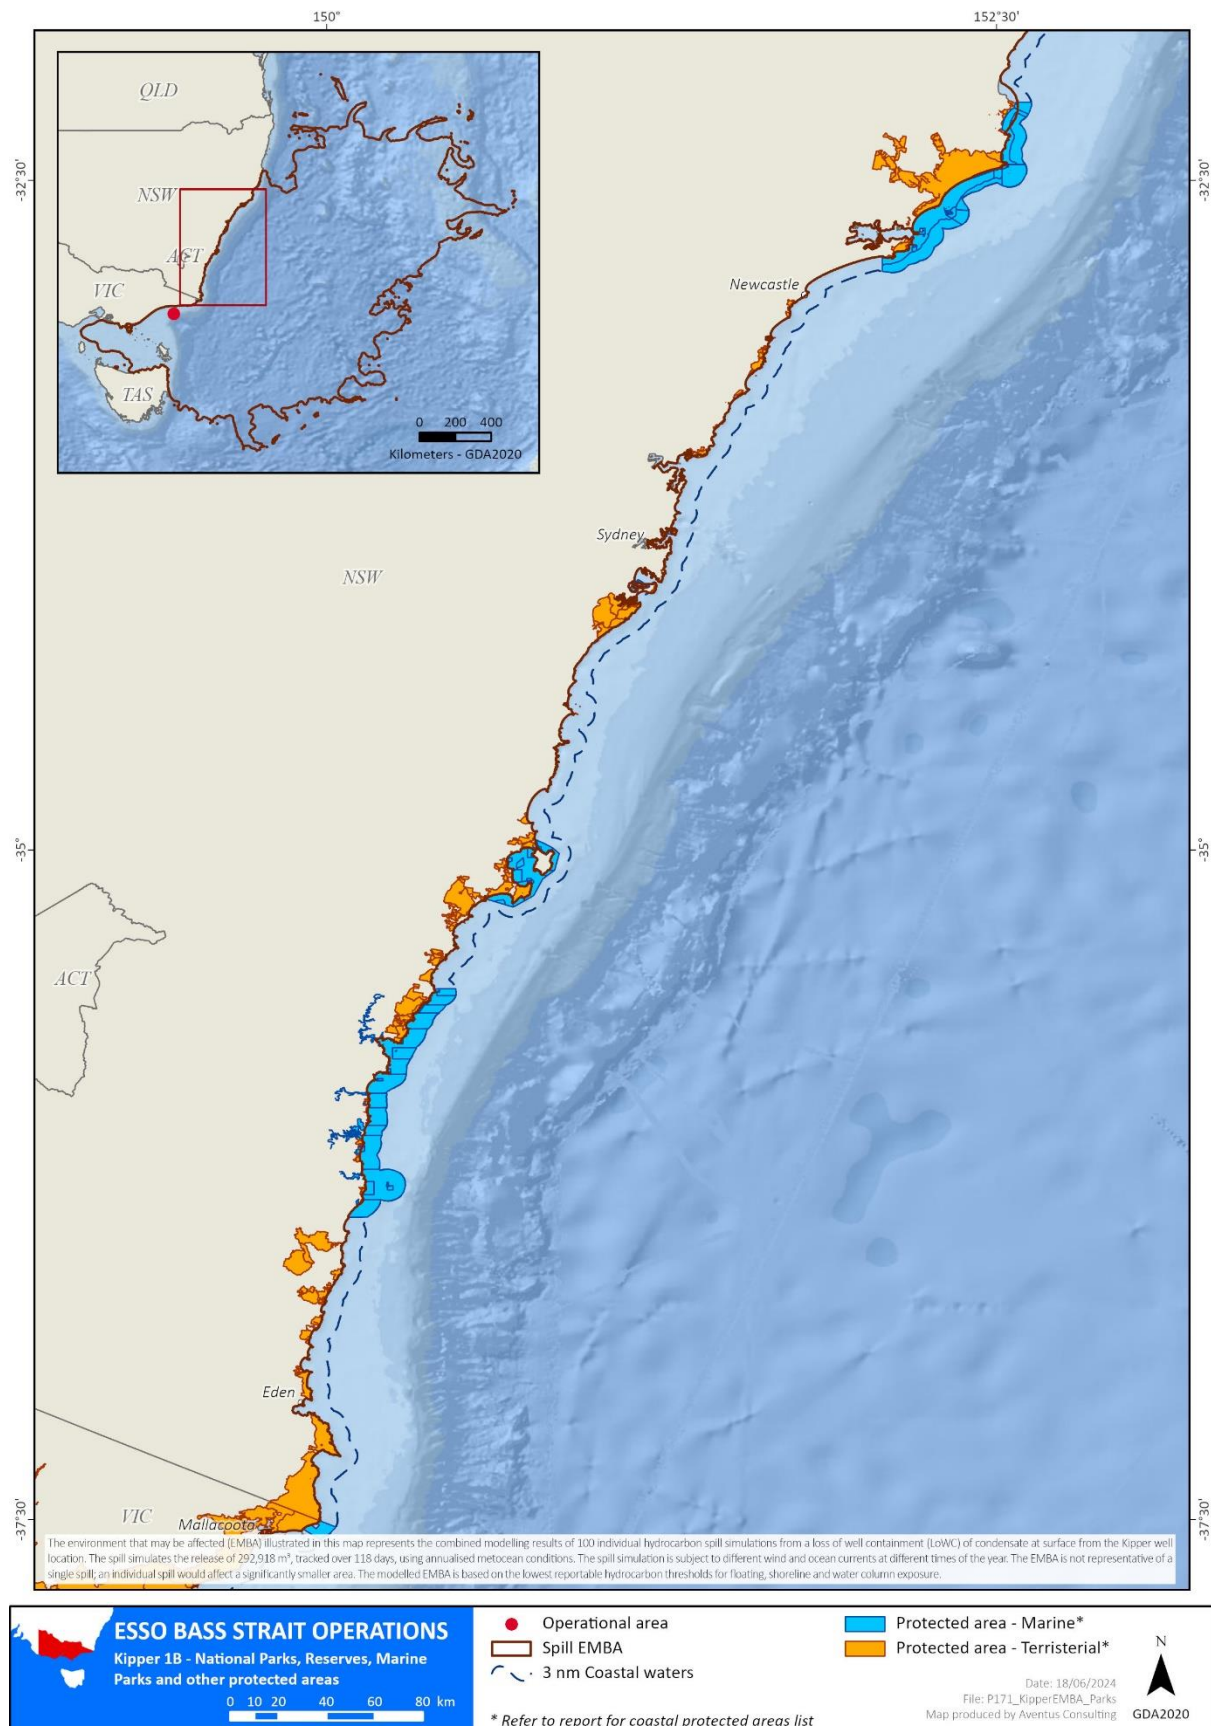 150°
152°30'
QLD
NSW
ACT
VIC
TAS
0 200 400
Kilometers - GDA2020
-32°30'
-32°30'
Newcastle
Sydney
NSW
-35°
-35°
ACT
Eden
VIC
Mallacoota
-37°30'
-37°30'
The environment that may be affected (EMBA) illustrated in this map represents the combined modelling results of 100 individual hydrocarbon spill simulations from a loss of well containment (LoWC) of condensate at surface from the Kipper well
location. The spill simulates the release of 292,918 m³, tracked over 118 days, using annualised metocean conditions. The spill simulation is subject to different wind and ocean currents at different times of the year. The EMBA is not representative of a
single spill; an individual spill would affect a significantly smaller area. The modelled EMBA is based on the lowest reportable hydrocarbon thresholds for floating, shoreline and water column exposure.
ESSO BASS STRAIT OPERATIONS
Kipper 1B - National Parks, Reserves, Marine
Parks and other protected areas
0 10 20 40 60 80 km
Operational area
Spill EMBA
3 nm Coastal waters
Protected area - Marine*
Protected area - Terristerial*
* Refer to report for coastal protected areas list
Date: 18/06/2024
File: P171_KipperEMBA_Parks
Map produced by Aventus Consulting
N
GDA2020